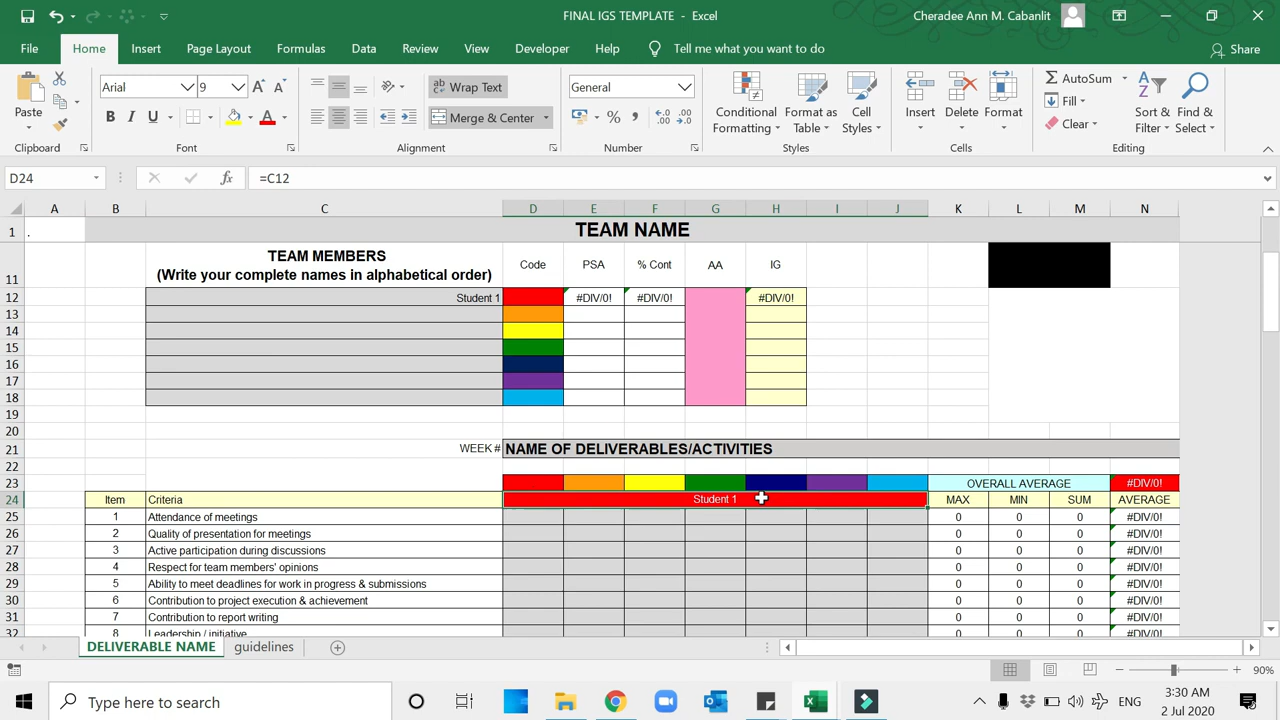 FINAL IGS TEMPLATE - Excel
Cheradee Ann M. Cabanlit
File Home Insert Page Layout Formulas Data Review View Developer Help Tell me what you want to do Share
Paste
Clipboard
Arial 9
B I U A
Font
Wrap Text
Merge & Center
Alignment
General
% ,
Number
Conditional Formatting
Format as Table
Cell Styles
Styles
Insert Delete Format
Cells
AutoSum
Fill
Clear
Sort & Filter
Find & Select
Editing
D24 fx =C12
A B C D E F G H I J K L M N
1 . TEAM NAME
11 TEAM MEMBERS
(Write your complete names in alphabetical order) Code PSA % Cont AA IG
12 Student 1 #DIV/0! #DIV/0! #DIV/0!
13
14
15
16
17
18
19
20
21 WEEK # NAME OF DELIVERABLES/ACTIVITIES
22
23 OVERALL AVERAGE #DIV/0!
24 Item Criteria Student 1 MAX MIN SUM AVERAGE
25 1 Attendance of meetings 0 0 0 #DIV/0!
26 2 Quality of presentation for meetings 0 0 0 #DIV/0!
27 3 Active participation during discussions 0 0 0 #DIV/0!
28 4 Respect for team members' opinions 0 0 0 #DIV/0!
29 5 Ability to meet deadlines for work in progress & submissions 0 0 0 #DIV/0!
30 6 Contribution to project execution & achievement 0 0 0 #DIV/0!
31 7 Contribution to report writing 0 0 0 #DIV/0!
32 8 Leadership / initiative 0 0 0 #DIV/0!
DELIVERABLE NAME guidelines
90%
Type here to search
ENG
3:30 AM
2 Jul 2020